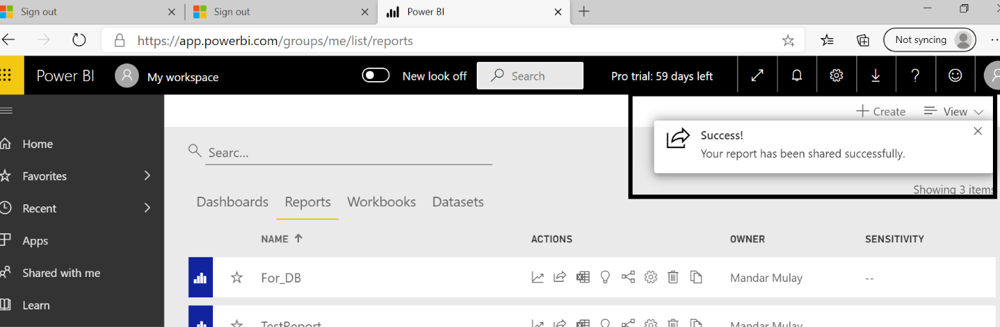 Sign out
Sign out
Power BI
https://app.powerbi.com/groups/me/list/reports
Not syncing
Power BI
My workspace
New look off
Search
Pro trial: 59 days left
Create
View
Success!
Your report has been shared successfully.
Showing 3 items
Home
Favorites
Recent
Apps
Shared with me
Learn
Searc...
Dashboards Reports Workbooks Datasets
NAME ACTIONS OWNER SENSITIVITY
For_DB Mandar Mulay --
TestReport Mandar Mulay